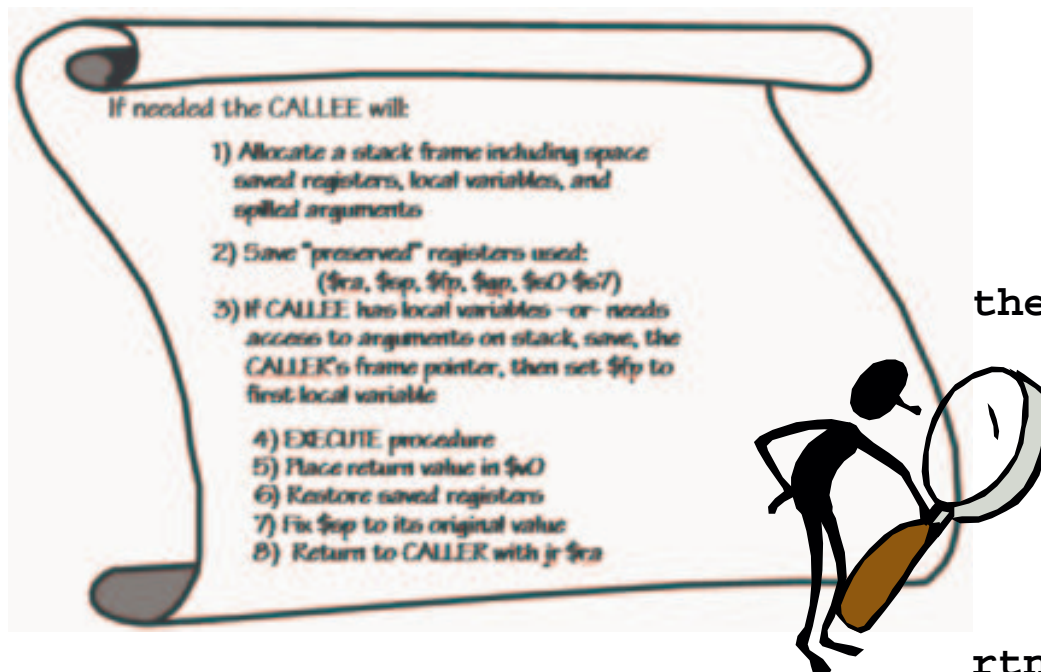 If needed the CALLEE will:
1) Allocate a stack frame including space
saved registers, local variables, and
spilled arguments
2) Save "preserved" registers used:
($ra, $sp, $fp, $gp, $s0-$s7)
3) If CALLEE has local variables -or- needs
access to arguments on stack, save, the
CALLER's frame pointer, then set $fp to
first local variable
4) EXECUTE procedure
5) Place return value in $v0
6) Restore saved registers
7) Fix $sp to its original value
8) Return to CALLER with jr $ra
the